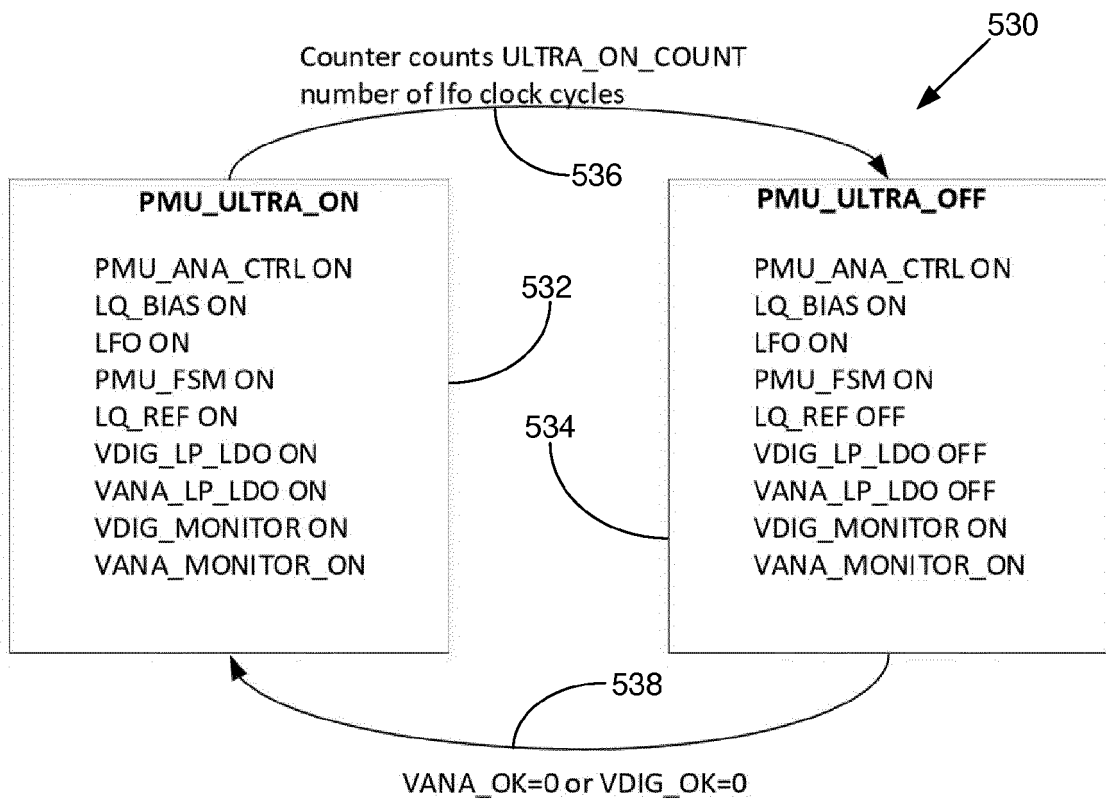 530
Counter counts ULTRA_ON_COUNT
number of lfo clock cycles
536
PMU_ULTRA_ON
PMU_ANA_CTRL ON
LQ_BIAS ON
LFO ON
PMU_FSM ON
LQ_REF ON
VDIG_LP_LDO ON
VANA_LP_LDO ON
VDIG_MONITOR ON
VANA_MONITOR_ON
532
534
PMU_ULTRA_OFF
PMU_ANA_CTRL ON
LQ_BIAS ON
LFO ON
PMU_FSM ON
LQ_REF OFF
VDIG_LP_LDO OFF
VANA_LP_LDO OFF
VDIG_MONITOR ON
VANA_MONITOR_ON
538
VANA_OK=0 or VDIG_OK=0